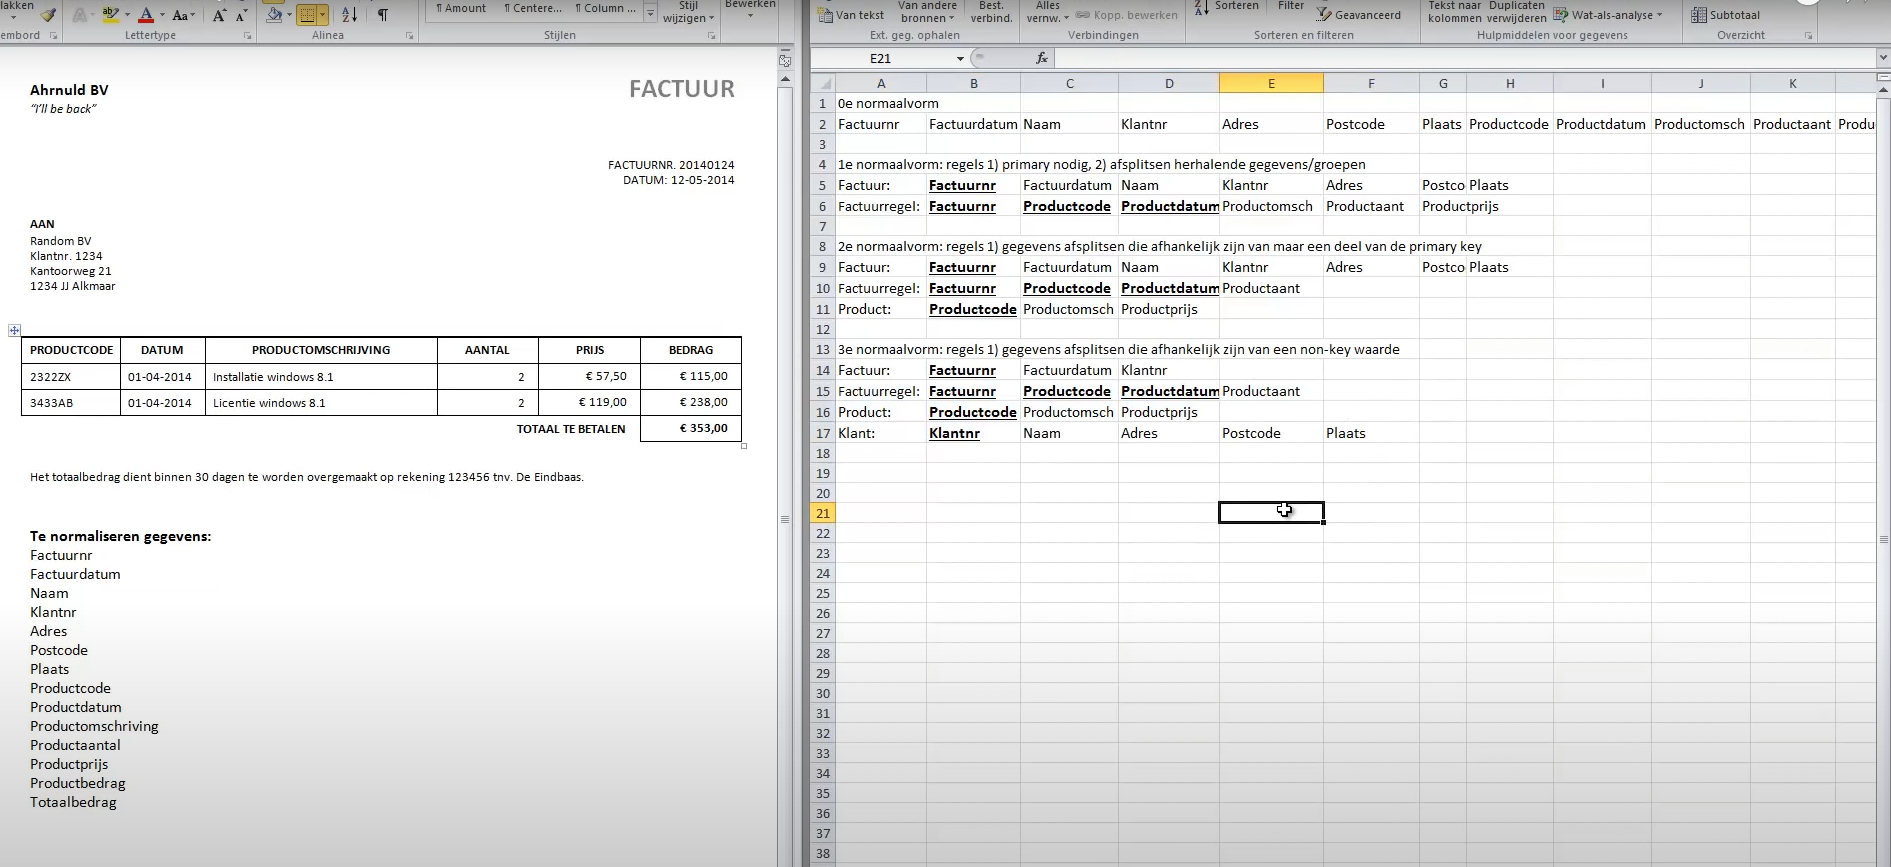 lakken
Aa
A
A
Aa
A
A
A
Z
¶
¶ Amount
¶ Centere...
¶ Column ...
Stijl
wijzigen
Bewerken
embord
Lettertype
Alinea
Stijlen
Van tekst
Van andere
bronnen
Best.
verbind.
Alles
vernw.
Kopp. bewerken
Sorteren
Filter
Geavanceerd
Tekst naar
kolommen
Duplicaten
verwijderen
Wat-als-analyse
Subtotaal
Ext. geg. ophalen
Verbindingen
Sorteren en filteren
Hulpmiddelen voor gegevens
Overzicht
E21
fx
Ahrnuld BV
"I'll be back"
FACTUUR
FACTUURNR. 20140124
DATUM: 12-05-2014
AAN
Random BV
Klantnr. 1234
Kantoorweg 21
1234 JJ Alkmaar
PRODUCTCODE DATUM PRODUCTOMSCHRIJVING AANTAL PRIJS BEDRAG
2322ZX 01-04-2014 Installatie windows 8.1 2 € 57,50 € 115,00
3433AB 01-04-2014 Licentie windows 8.1 2 € 119,00 € 238,00
TOTAAL TE BETALEN € 353,00
Het totaalbedrag dient binnen 30 dagen te worden overgemaakt op rekening 123456 tnv. De Eindbaas.
Te normaliseren gegevens:
Factuurnr
Factuurdatum
Naam
Klantnr
Adres
Postcode
Plaats
Productcode
Productdatum
Productomschriving
Productaantal
Productprijs
Productbedrag
Totaalbedrag
A B C D E F G H I J K
1 0e normaalvorm
2 Factuurnr Factuurdatum Naam Klantnr Adres Postcode Plaats Productcode Productdatum Productomsch Productaant Produ
3
4 1e normaalvorm: regels 1) primary nodig, 2) afsplitsen herhalende gegevens/groepen
5 Factuur: Factuurnr Factuurdatum Naam Klantnr Adres Postco Plaats
6 Factuurregel: Factuurnr Productcode Productdatum Productomsch Productaant Productprijs
7
8 2e normaalvorm: regels 1) gegevens afsplitsen die afhankelijk zijn van maar een deel van de primary key
9 Factuur: Factuurnr Factuurdatum Naam Klantnr Adres Postco Plaats
10 Factuurregel: Factuurnr Productcode Productdatum Productaant
11 Product: Productcode Productomsch Productprijs
12
13 3e normaalvorm: regels 1) gegevens afsplitsen die afhankelijk zijn van een non-key waarde
14 Factuur: Factuurnr Factuurdatum Klantnr
15 Factuurregel: Factuurnr Productcode Productdatum Productaant
16 Product: Productcode Productomsch Productprijs
17 Klant: Klantnr Naam Adres Postcode Plaats
18
19
20
21
22
23
24
25
26
27
28
29
30
31
32
33
34
35
36
37
38